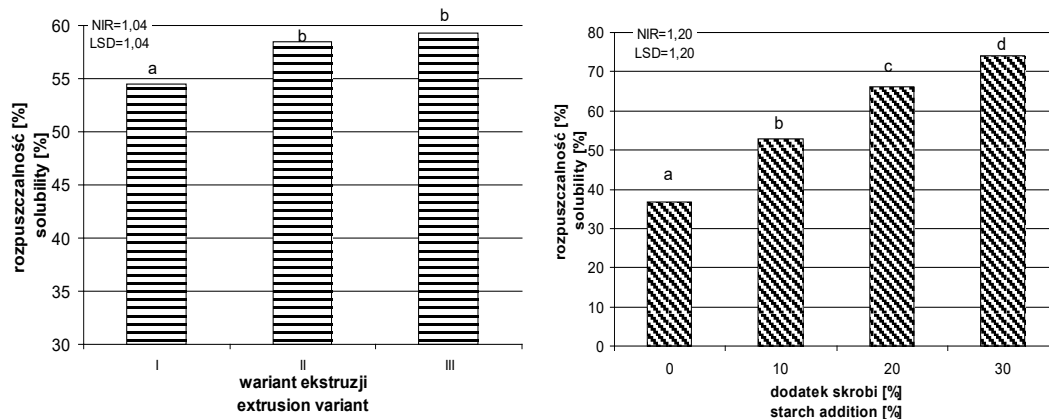 NIR=1,04
LSD=1,04
60
55
50
45
40
35
30
a
b
b
rozpuszczalność [%]
solubility [%]
I
II
III
wariant ekstruzji
extrusion variant
NIR=1,20
LSD=1,20
80
70
60
50
40
30
20
10
0
a
b
c
d
rozpuszczalność [%]
solubility [%]
0
10
20
30
dodatek skrobi [%]
starch addition [%]